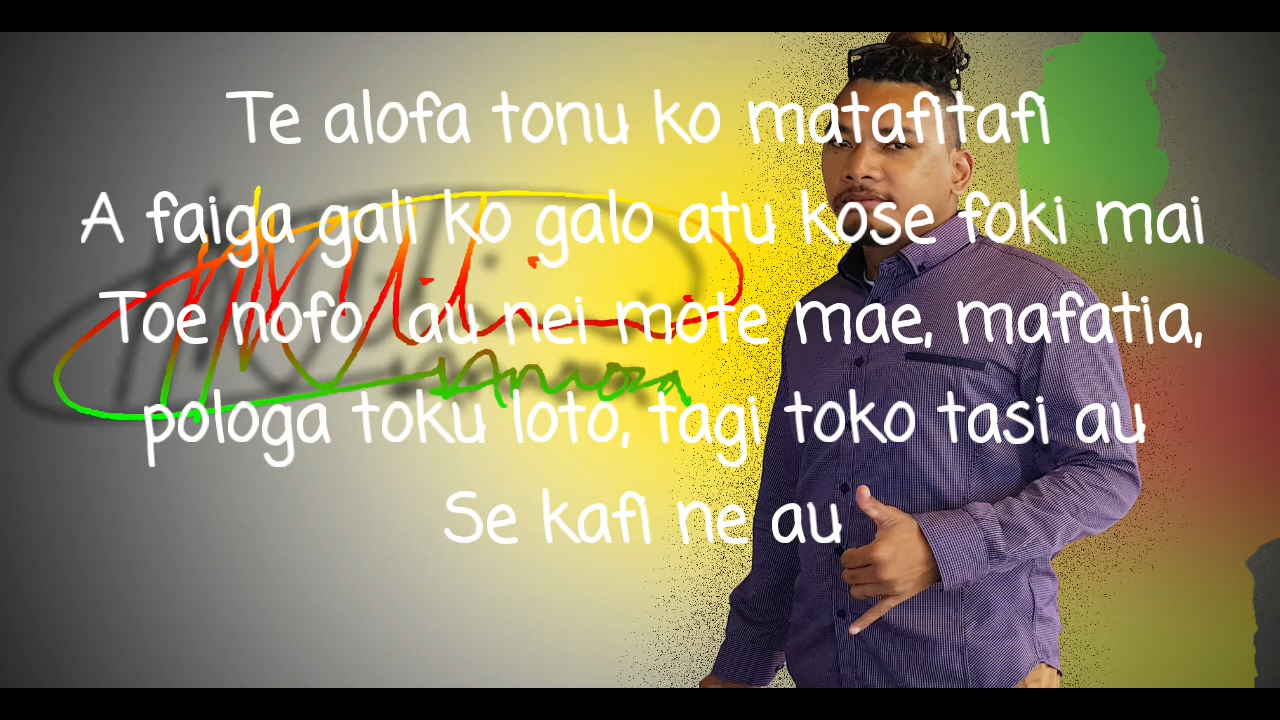 Te alofa tonu ko matafitafi
A faiga gali ko galo atu kose foki mai
Toe nofo au nei mote mae, mafatia,
pologa toku loto, tagi toko tasi au
Se kafi ne au